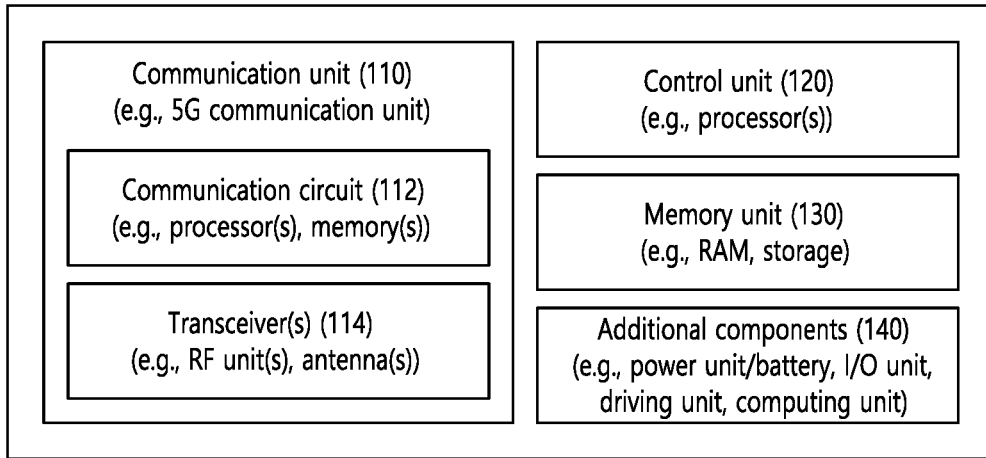 Communication unit (110)
(e.g., 5G communication unit)
Communication circuit (112)
(e.g., processor(s), memory(s))
Transceiver(s) (114)
(e.g., RF unit(s), antenna(s))
Control unit (120)
(e.g., processor(s))
Memory unit (130)
(e.g., RAM, storage)
Additional components (140)
(e.g., power unit/battery, I/O unit,
driving unit, computing unit)